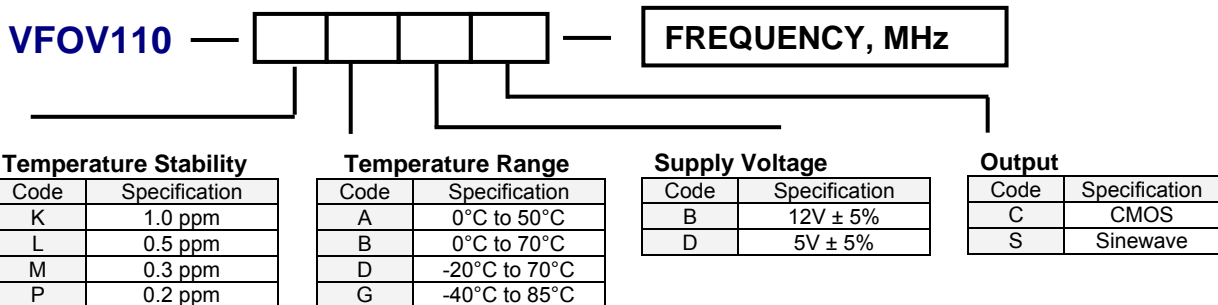 VFOV110 — — FREQUENCY, MHz
Temperature Stability
Code Specification
K 1.0 ppm
L 0.5 ppm
M 0.3 ppm
P 0.2 ppm
Temperature Range
Code Specification
A 0°C to 50°C
B 0°C to 70°C
D -20°C to 70°C
G -40°C to 85°C
Supply Voltage
Code Specification
B 12V ± 5%
D 5V ± 5%
Output
Code Specification
C CMOS
S Sinewave